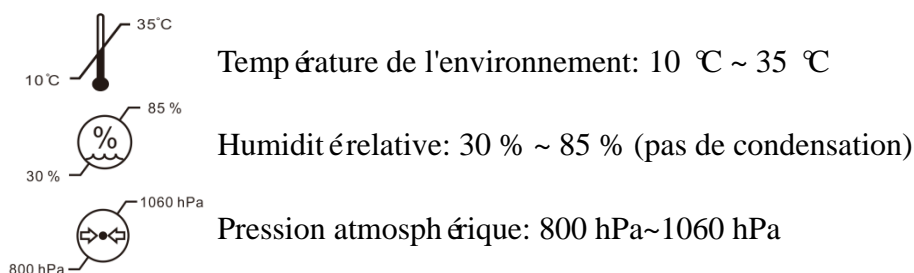 35℃
10℃
Température de l'environnement: 10 ℃ ~ 35 ℃
85 %
%
30 %
Humidité relative: 30 % ~ 85 % (pas de condensation)
1060 hPa
800 hPa
Pression atmosphérique: 800 hPa~1060 hPa